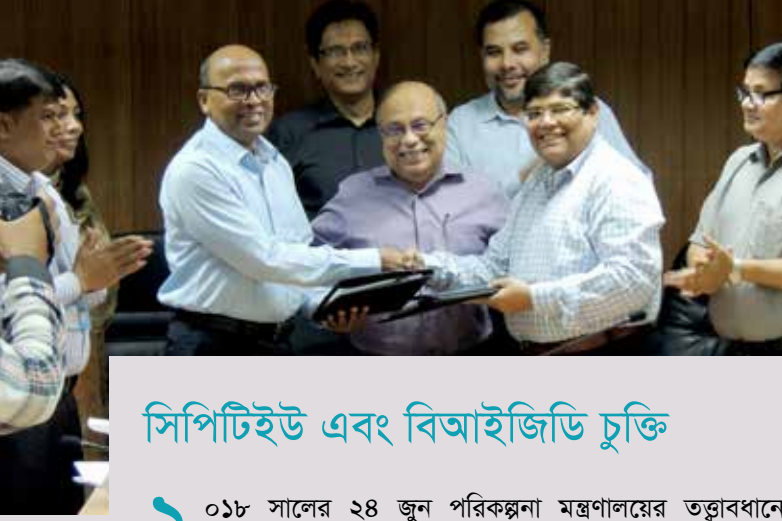 সিপিটিইউ এবং বিআইজিডি চুক্তি
২০১৮ সালের ২৪ জুন পরিকল্পনা মন্ত্রণালয়ের তত্ত্বাবধানে